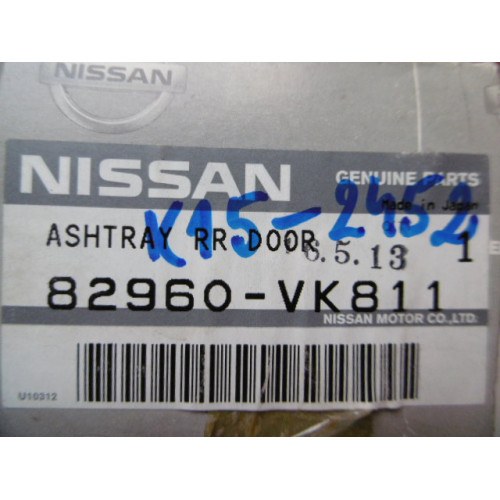 NISSAN
NISSAN GENUINE PARTS
Made in Japan
K15-2452
ASHTRAY RR DOOR
6.5.13 1
82960-VK811
NISSAN MOTOR CO.,LTD.
U10312